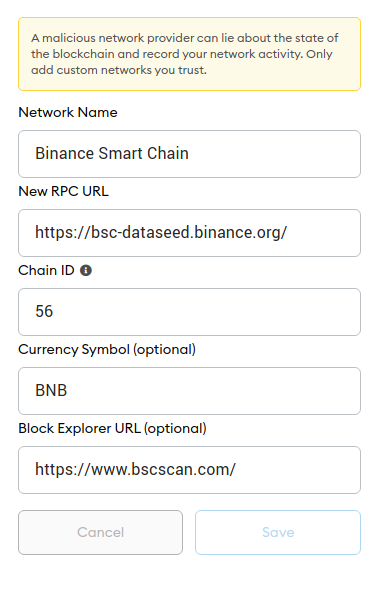 A malicious network provider can lie about the state of
the blockchain and record your network activity. Only
add custom networks you trust.
Network Name
Binance Smart Chain
New RPC URL
https://bsc-dataseed.binance.org/
Chain ID
56
Currency Symbol (optional)
BNB
Block Explorer URL (optional)
https://www.bscscan.com/
Cancel
Save